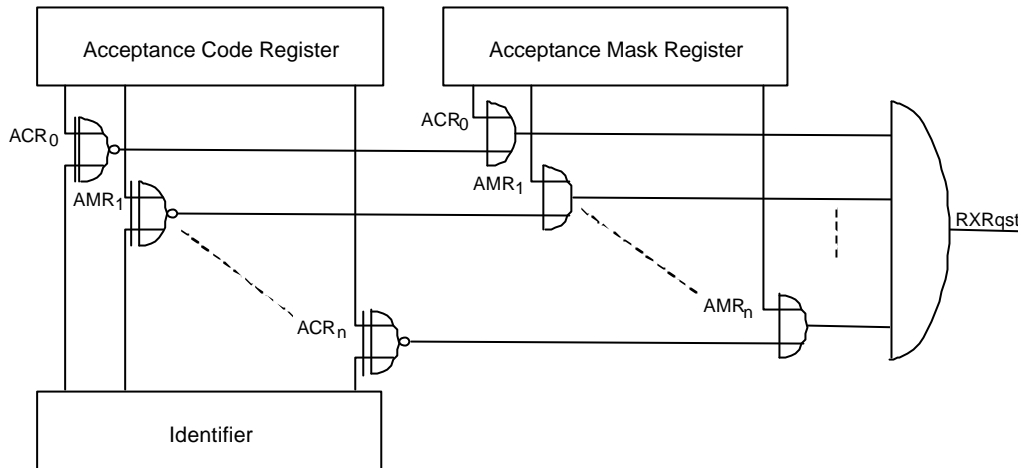 Acceptance Code Register
Acceptance Mask Register
ACR0
ACR0
AMR1
AMR1
RXRqst
ACRn
AMRn
Identifier